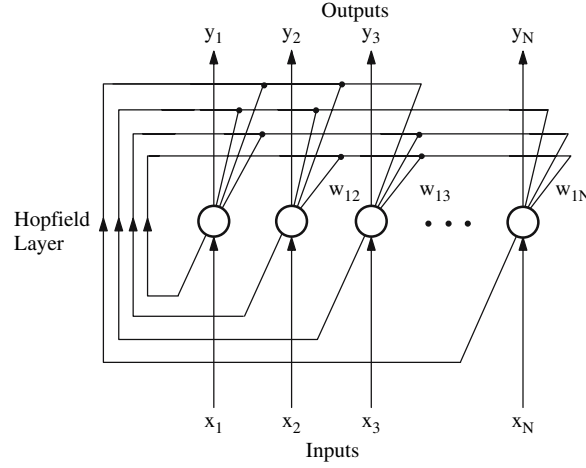 Outputs
y1 y2 y3 yN
w12 w13 w1N
Hopfield
Layer
x1 x2 x3 xN
Inputs